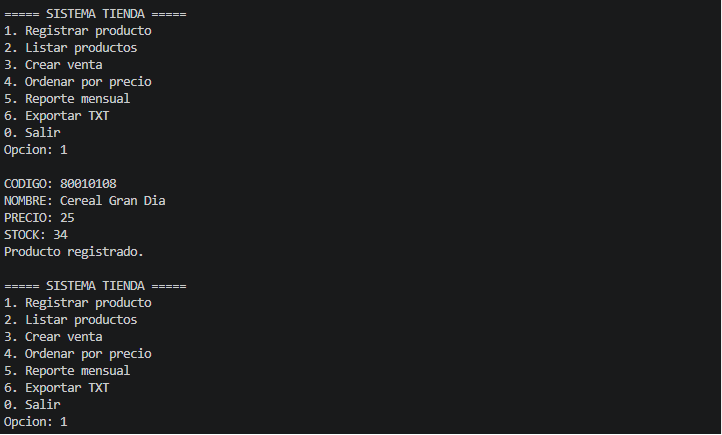 ===== SISTEMA TIENDA =====
1. Registrar producto
2. Listar productos
3. Crear venta
4. Ordenar por precio
5. Reporte mensual
6. Exportar TXT
0. Salir
Opcion: 1
CODIGO: 80010108
NOMBRE: Cereal Gran Dia
PRECIO: 25
STOCK: 34
Producto registrado.
===== SISTEMA TIENDA =====
1. Registrar producto
2. Listar productos
3. Crear venta
4. Ordenar por precio
5. Reporte mensual
6. Exportar TXT
0. Salir
Opcion: 1